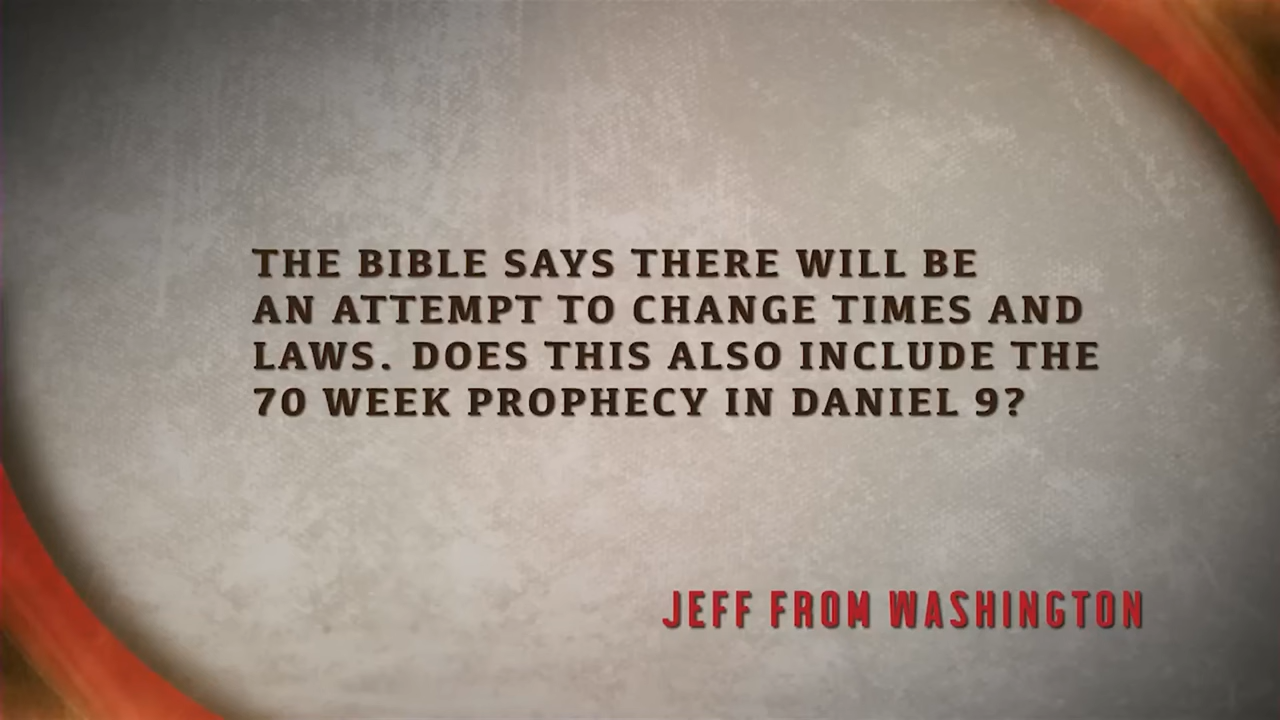 THE BIBLE SAYS THERE WILL BE
AN ATTEMPT TO CHANGE TIMES AND
LAWS. DOES THIS ALSO INCLUDE THE
70 WEEK PROPHECY IN DANIEL 9?
JEFF FROM WASHINGTON